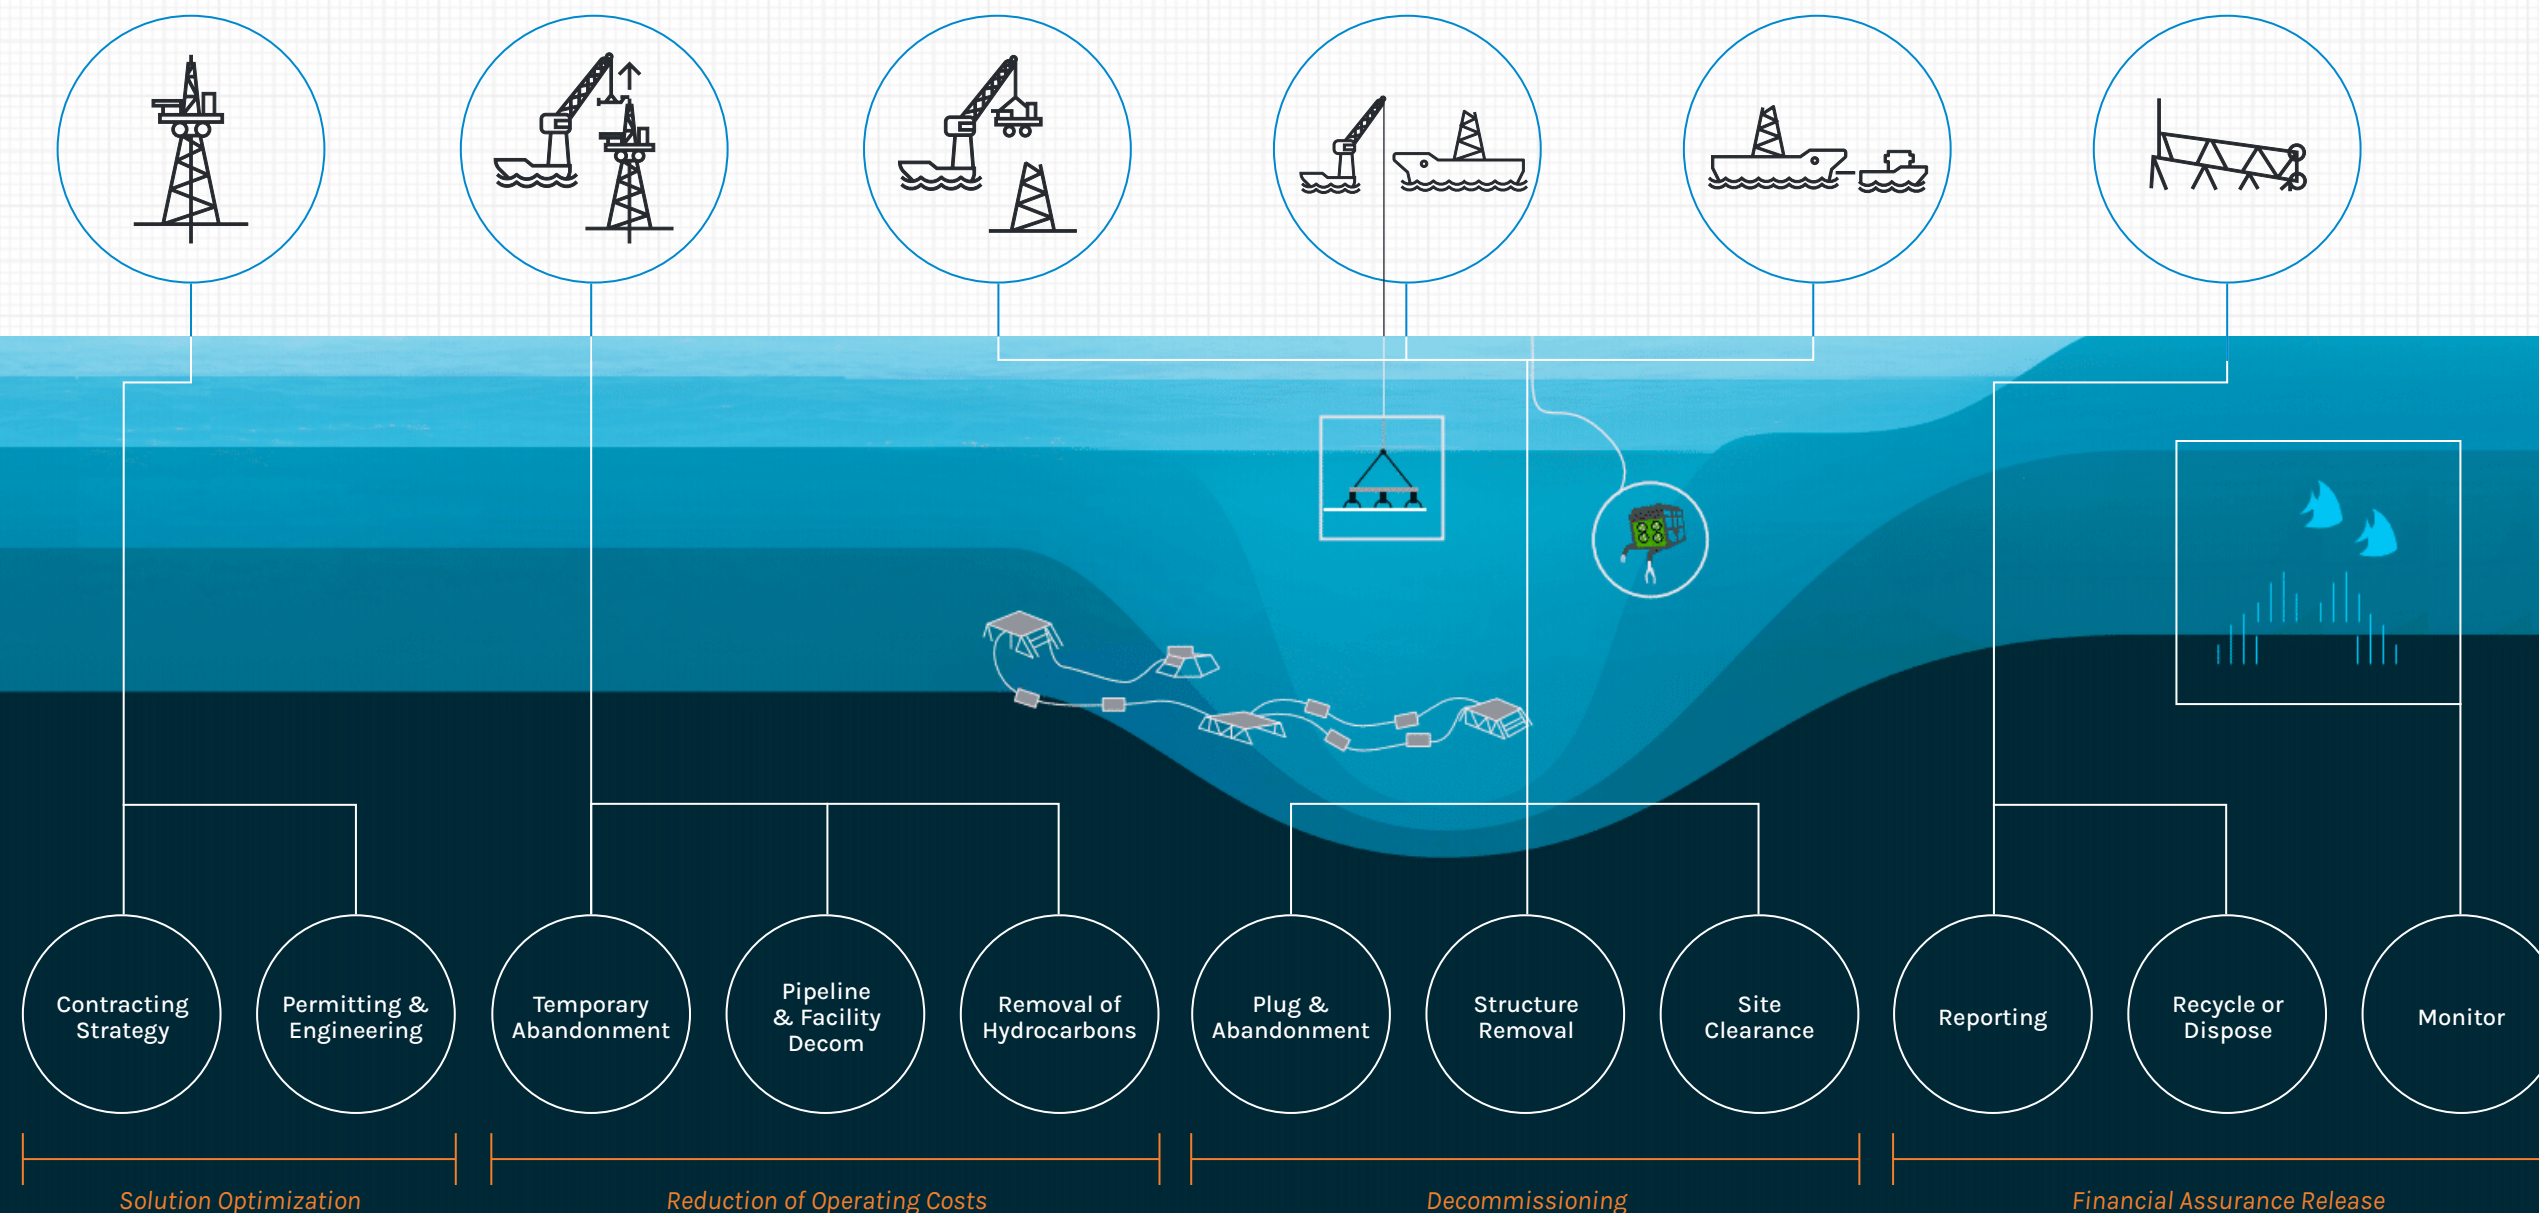 Contracting
Strategy
Permitting &
Engineering
Temporary
Abandonment
Pipeline
& Facility
Decom
Removal of
Hydrocarbons
Plug &
Abandonment
Structure
Removal
Site
Clearance
Reporting
Recycle or
Dispose
Monitor
Solution Optimization
Reduction of Operating Costs
Decommissioning
Financial Assurance Release